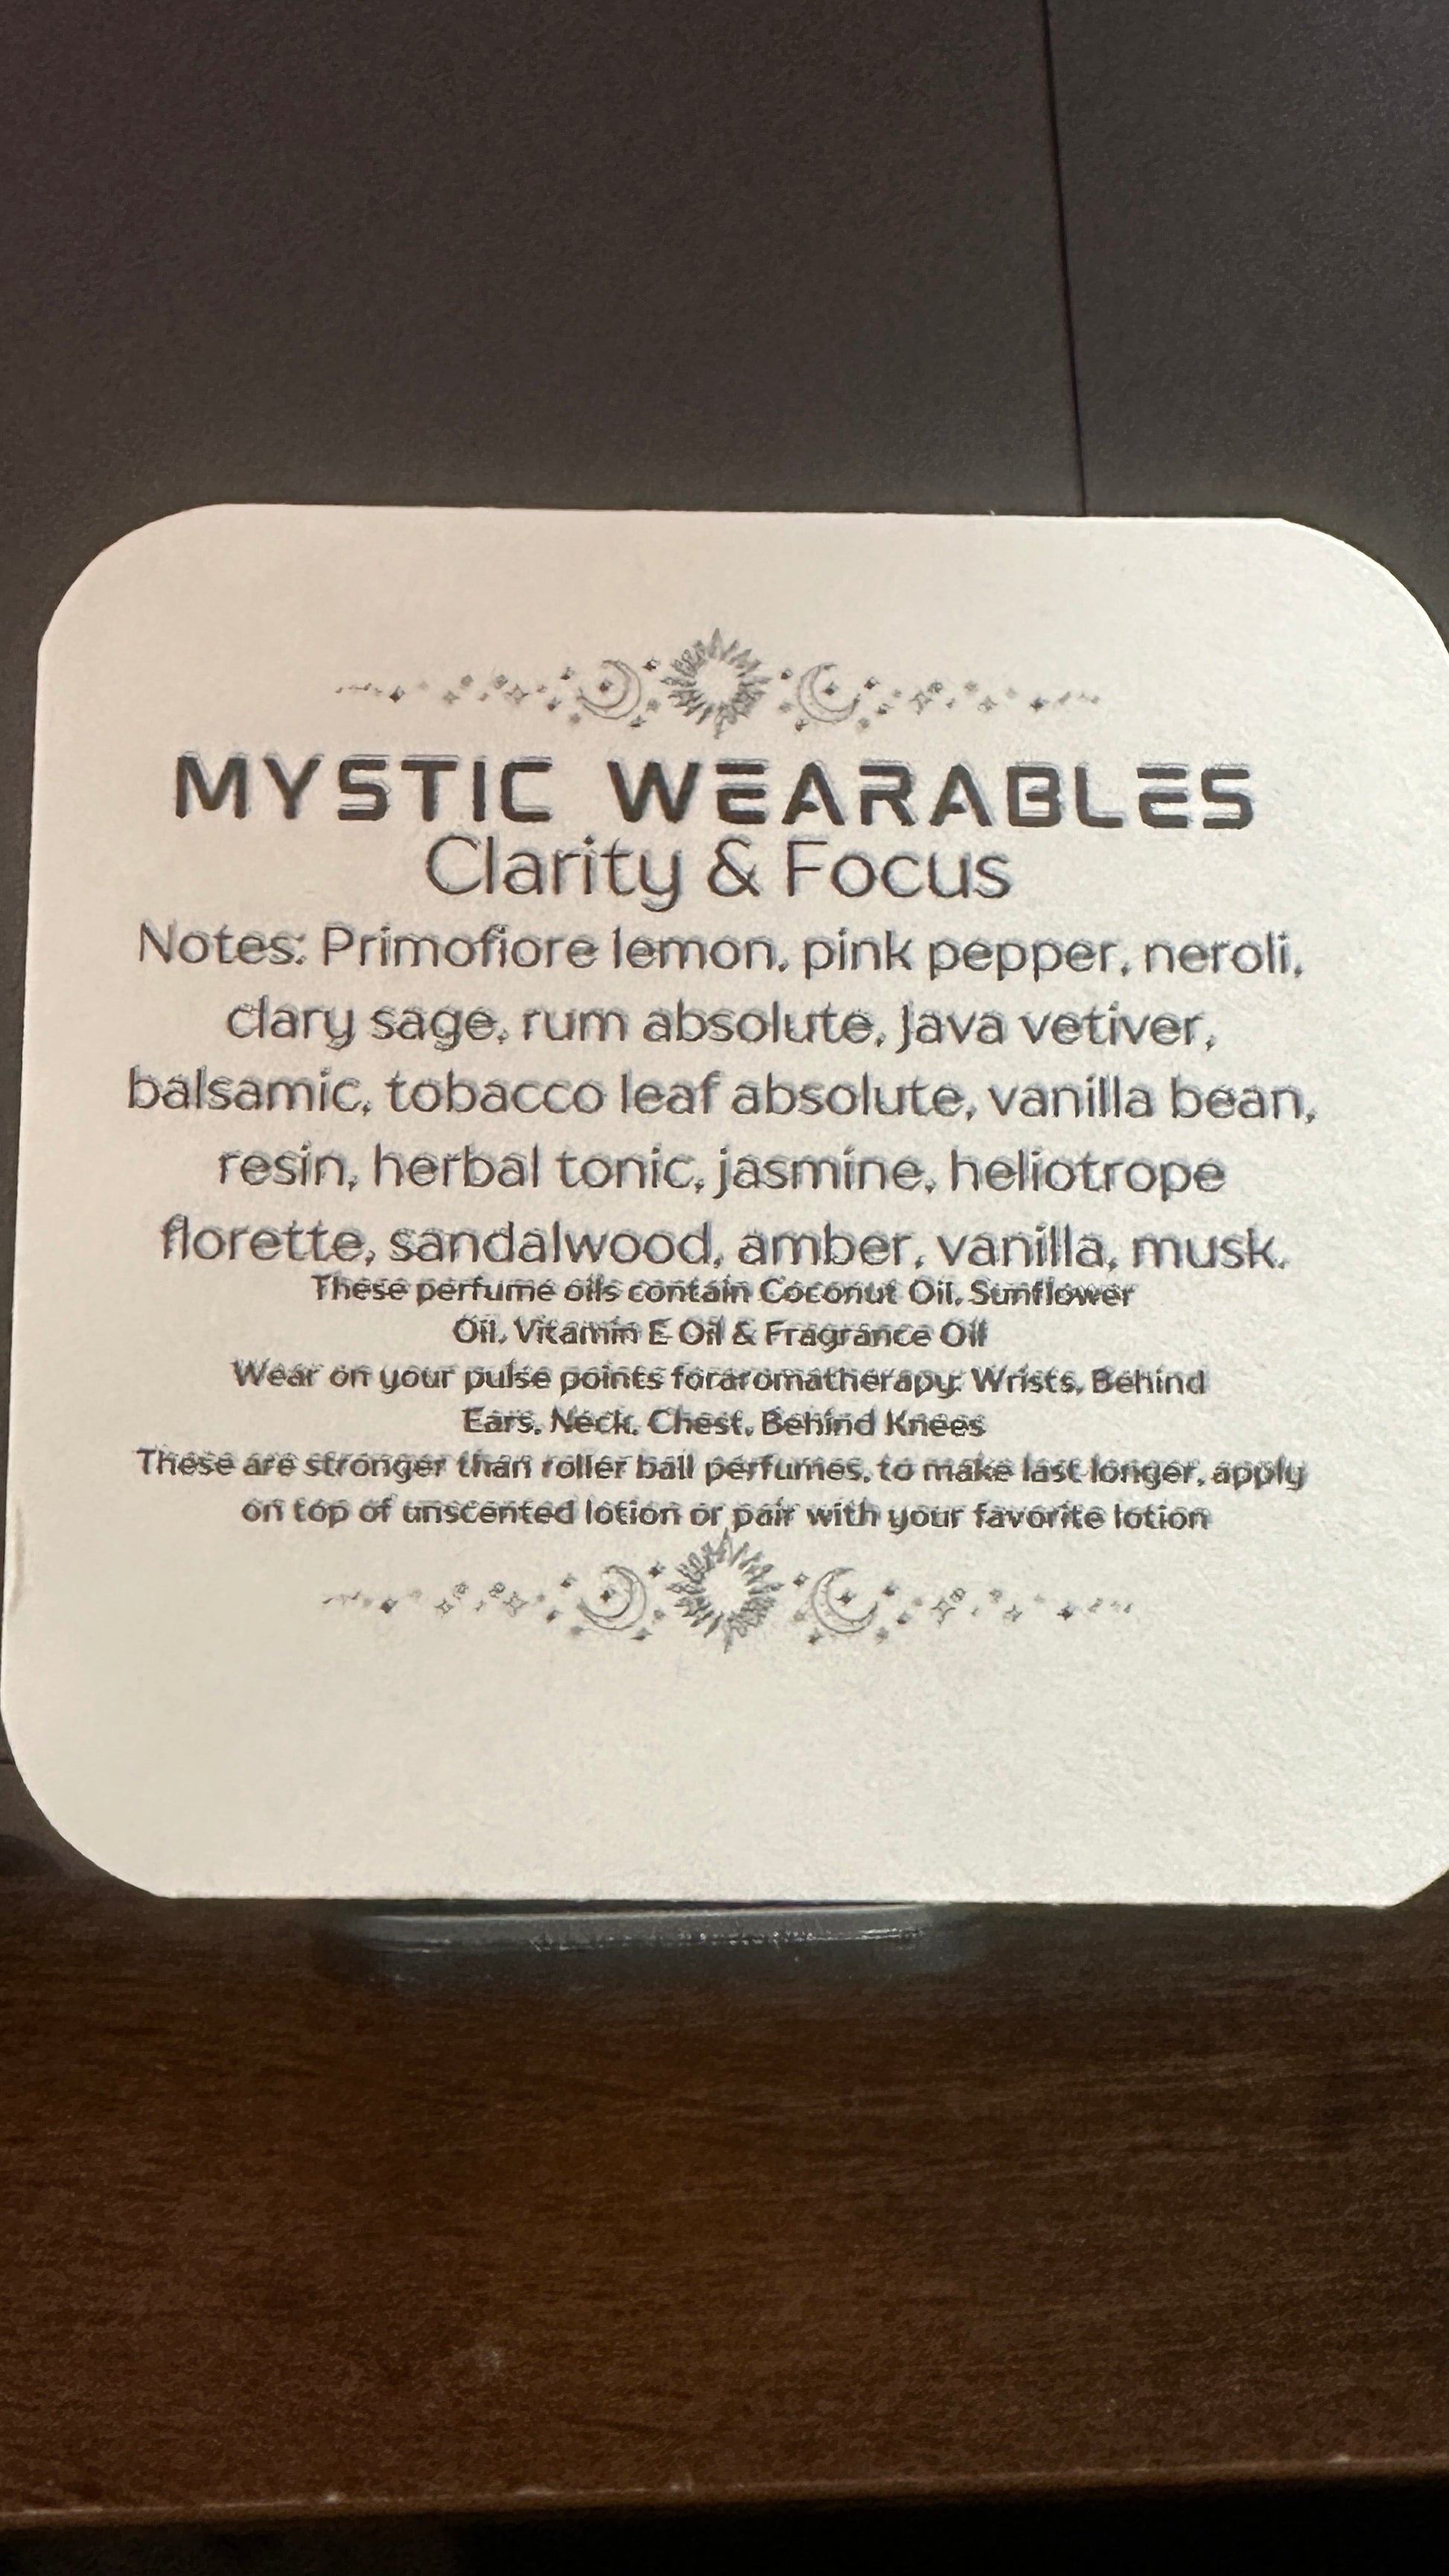 MYSTIC WEARABLES
Clarity & Focus
Notes: Primofiore lemon, pink pepper, neroli,
clary sage, rum absolute, Java vetiver,
balsamic, tobacco leaf absolute, vanilla bean,
resin, herbal tonic, jasmine, heliotrope
florette, sandalwood, amber, vanilla, musk.
These perfume oils contain Coconut Oil, Sunflower
Oil, Vitamin E Oil & Fragrance Oil
Wear on your pulse points foraromatherapy: Wrists, Behind
Ears, Neck, Chest, Behind Knees
These are stronger than roller ball perfumes, to make last longer, apply
on top of unscented lotion or pair with your favorite lotion